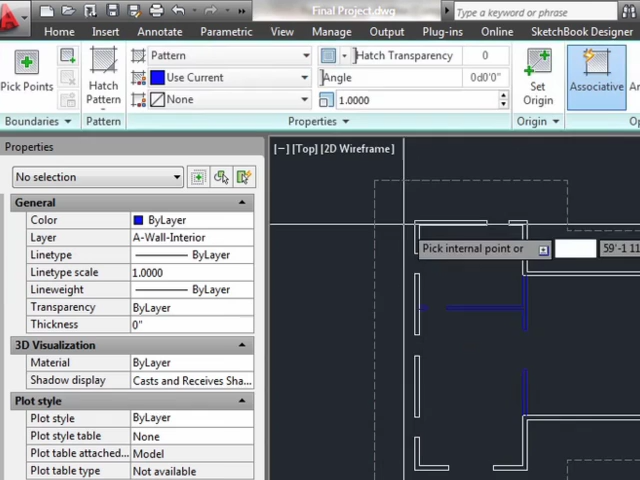 Final Project.dwg
Type a keyword or phrase
Home Insert Annotate Parametric View Manage Output Plug-ins Online SketchBook Designer
Pick Points
Boundaries
Hatch
Pattern
Pattern
Pattern
Use Current
None
Hatch Transparency 0
Angle 0d0'0"
1.0000
Properties
Set
Origin
Origin
Associative
Properties
No selection
General
Color ByLayer
Layer A-Wall-Interior
Linetype ByLayer
Linetype scale 1.0000
Lineweight ByLayer
Transparency ByLayer
Thickness 0"
3D Visualization
Material ByLayer
Shadow display Casts and Receives Sha...
Plot style
Plot style ByLayer
Plot style table None
Plot table attached... Model
Plot table type Not available
[−] [Top] [2D Wireframe]
Pick internal point or
59'-1 11